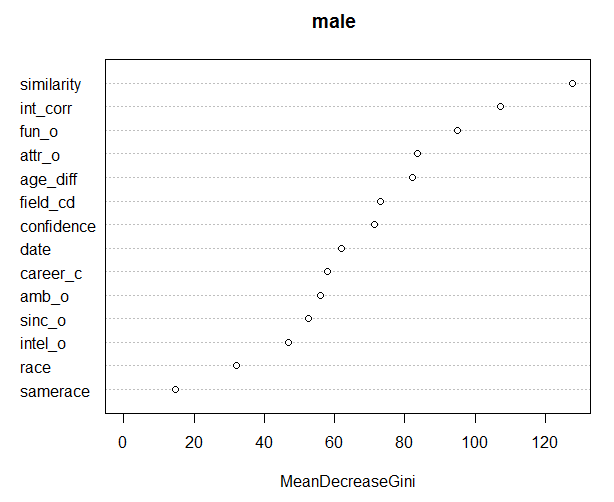 male
similarity
int_corr
fun_o
attr_o
age_diff
field_cd
confidence
date
career_c
amb_o
sinc_o
intel_o
race
samerace
0 20 40 60 80 100 120
MeanDecreaseGini